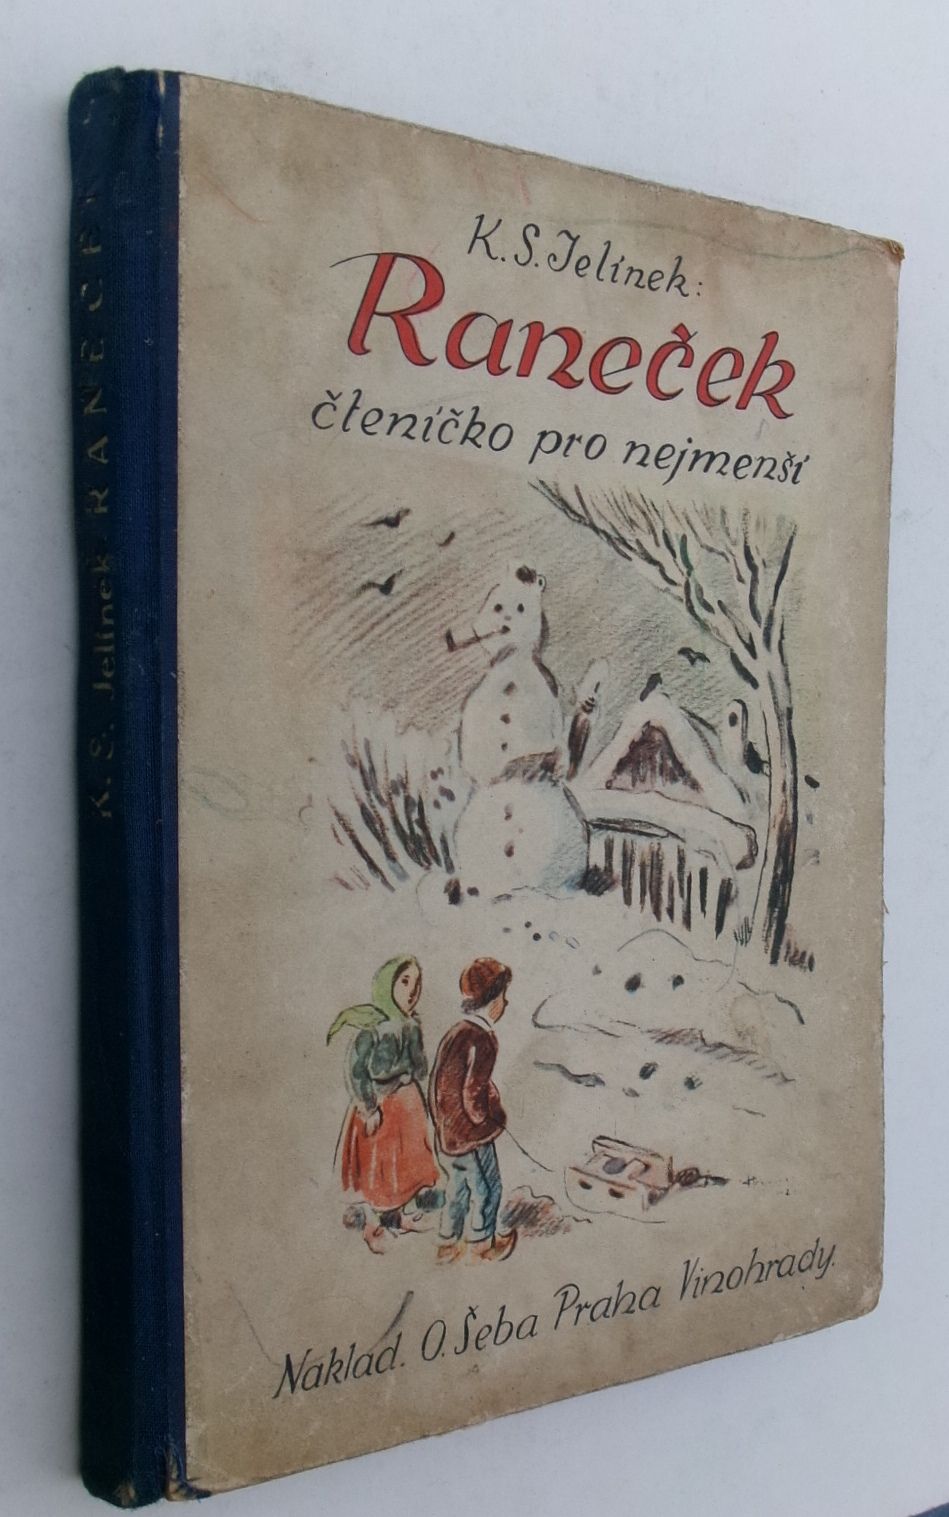 K. S. Jelínek:
Raneček
čteníčko pro nejmenší
Naklad. O. Šeba Praha Vinohrady.
K. S. Jelínek: RANEČEK